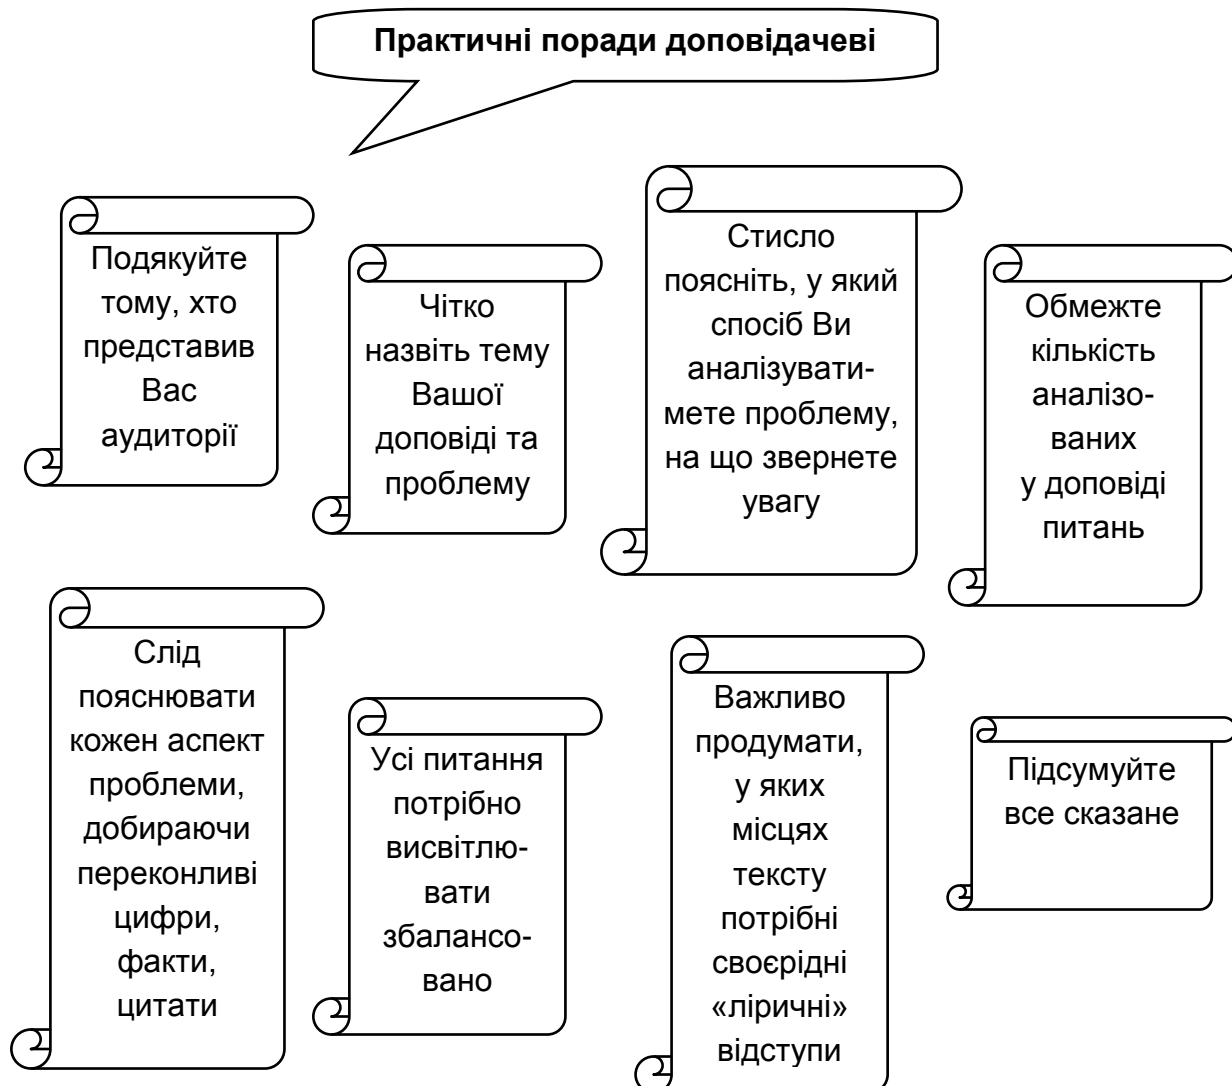 Практичні поради доповідачеві
Подякуйте
тому, хто
представив
Вас
аудиторії
Чітко
назвіть тему
Вашої
доповіді та
проблему
Стисло
поясніть, у який
спосіб Ви
аналізувати-
мете проблему,
на що звернете
увагу
Обмежте
кількість
аналізо-
ваних
у доповіді
питань
Слід
пояснювати
кожен аспект
проблеми,
добираючи
переконливі
цифри,
факти,
цитати
Усі питання
потрібно
висвітлю-
вати
збалансо-
вано
Важливо
продумати,
у яких
місцях
тексту
потрібні
своєрідні
«ліричні»
відступи
Підсумуйте
все сказане